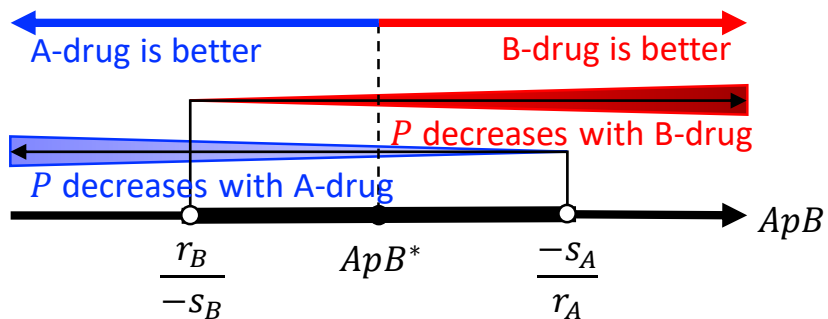 A-drug is better B-drug is better
P decreases with B-drug
P decreases with A-drug
ApB
r_B/-s_B ApB* -s_A/r_A